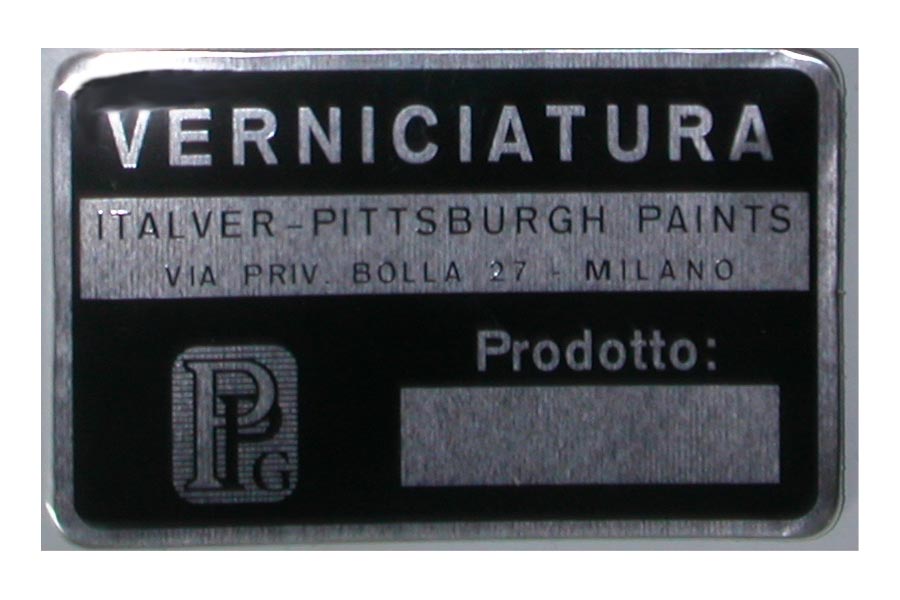 VERNICIATURA
ITALVER-PITTSBURGH PAINTS
VIA PRIV. BOLLA 27 - MILANO
Prodotto:
PPG